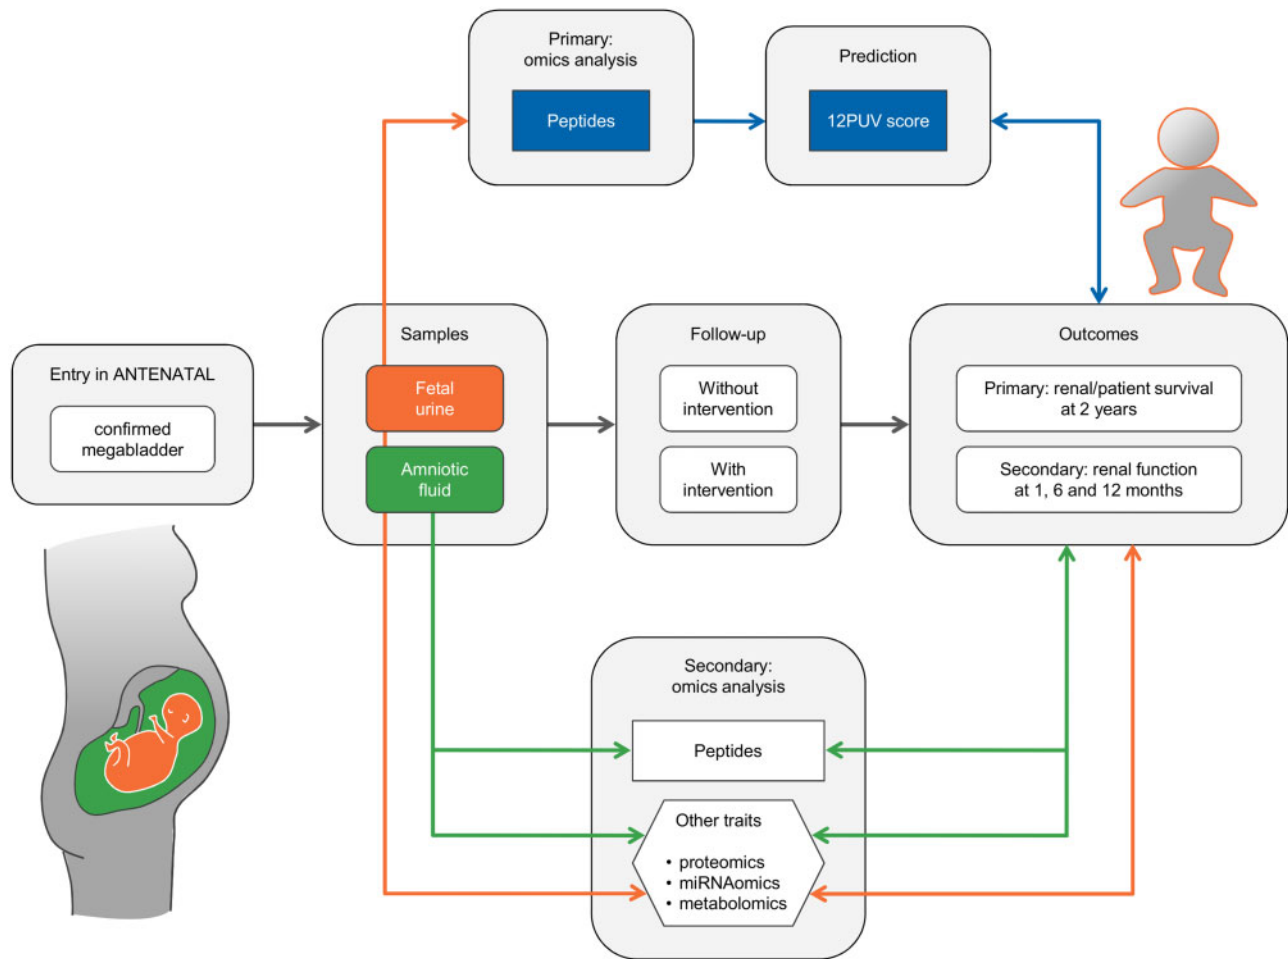 Primary:
omics analysis
Peptides
Prediction
12PUV score
Entry in ANTENATAL
confirmed
megabladder
Samples
Fetal
urine
Amniotic
fluid
Follow-up
Without
intervention
With
intervention
Outcomes
Primary: renal/patient survival
at 2 years
Secondary: renal function
at 1, 6 and 12 months
Secondary:
omics analysis
Peptides
Other traits
• proteomics
• miRNAomics
• metabolomics